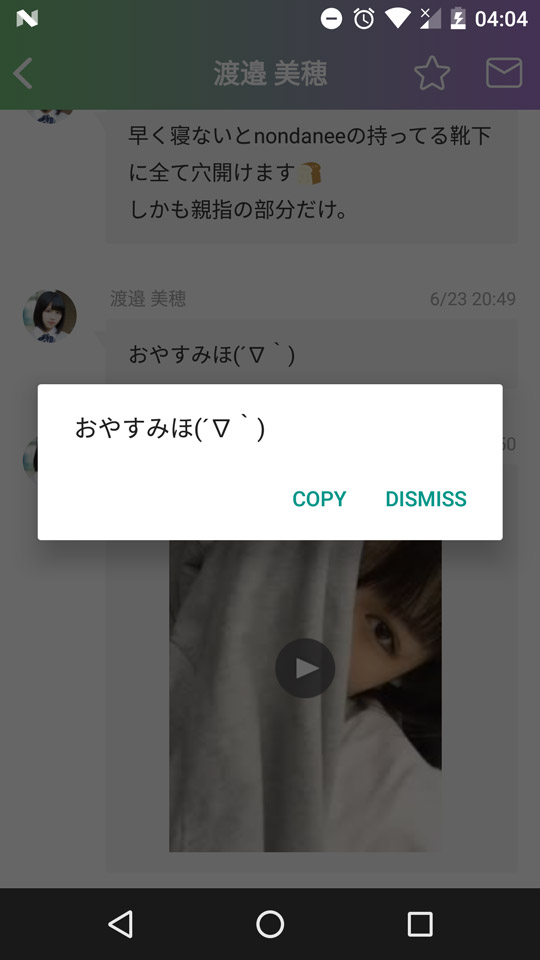 04:04
渡邉 美穂
早く寝ないとnondaneeの持ってる靴下
に全て穴開けます🍞
しかも親指の部分だけ。
渡邉 美穂 6/23 20:49
おやすみほ(´∇｀)
おやすみほ(´∇｀)
COPY DISMISS